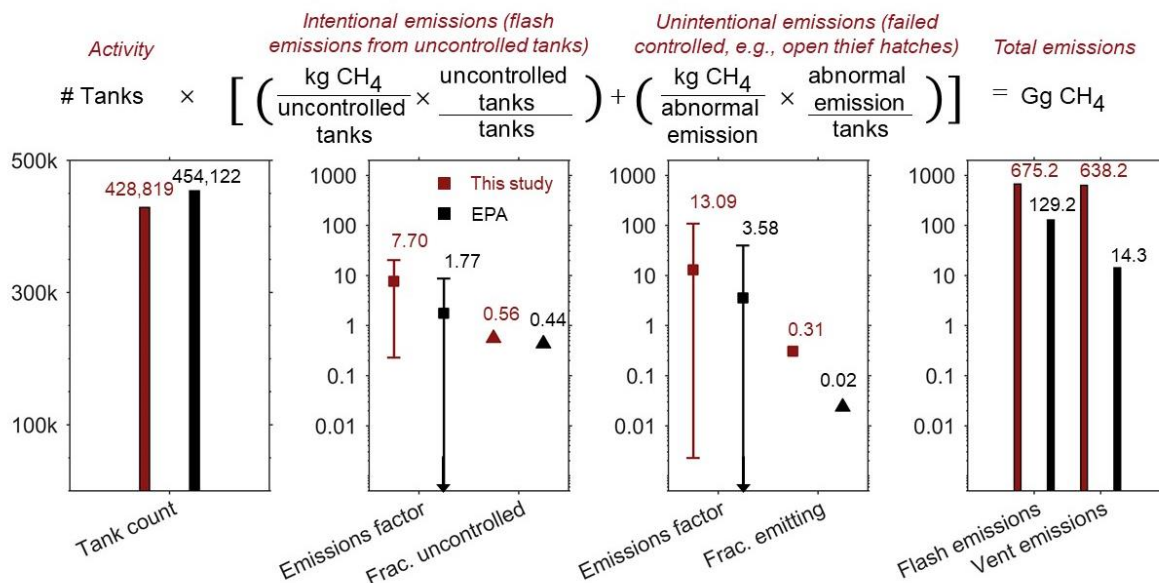 Activity
Intentional emissions (flash
emissions from uncontrolled tanks)
Unintentional emissions (failed
controlled, e.g., open thief hatches)
Total emissions
# Tanks × [ ( kg CH4 / uncontrolled tanks × uncontrolled tanks / tanks ) + ( kg CH4 / abnormal emission × abnormal emission / tanks ) ] = Gg CH4
500k
300k
100k
428,819
454,122
Tank count
1000
100
10
1
0.1
0.01
This study
EPA
7.70
1.77
0.56
0.44
Emissions factor
Frac. uncontrolled
1000
100
10
1
0.1
0.01
13.09
3.58
0.31
0.02
Emissions factor
Frac. emitting
1000
100
10
1
0.1
0.01
675.2
638.2
129.2
14.3
Flash emissions
Vent emissions